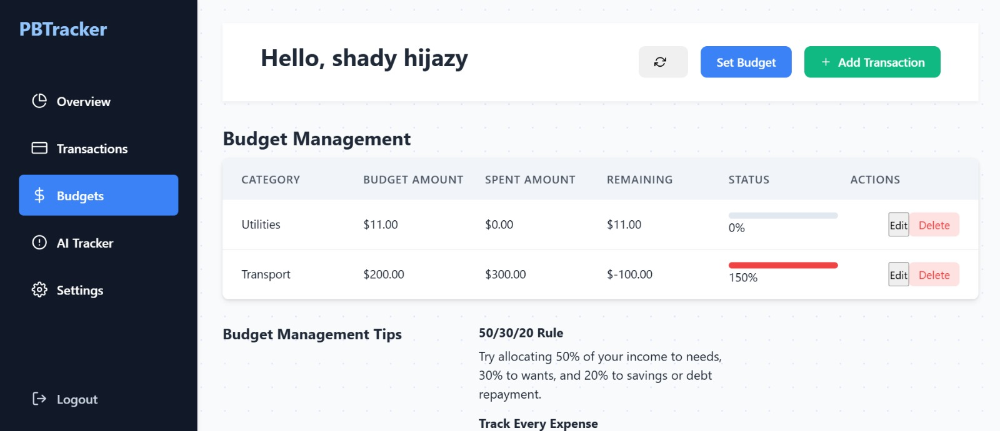 PBTracker
Overview
Transactions
Budgets
AI Tracker
Settings
Logout
Hello, shady hijazy
Set Budget
+ Add Transaction
Budget Management
CATEGORY BUDGET AMOUNT SPENT AMOUNT REMAINING STATUS ACTIONS
Utilities $11.00 $0.00 $11.00 0% Edit Delete
Transport $200.00 $300.00 $-100.00 150% Edit Delete
Budget Management Tips
50/30/20 Rule
Try allocating 50% of your income to needs,
30% to wants, and 20% to savings or debt
repayment.
Track Every Expense